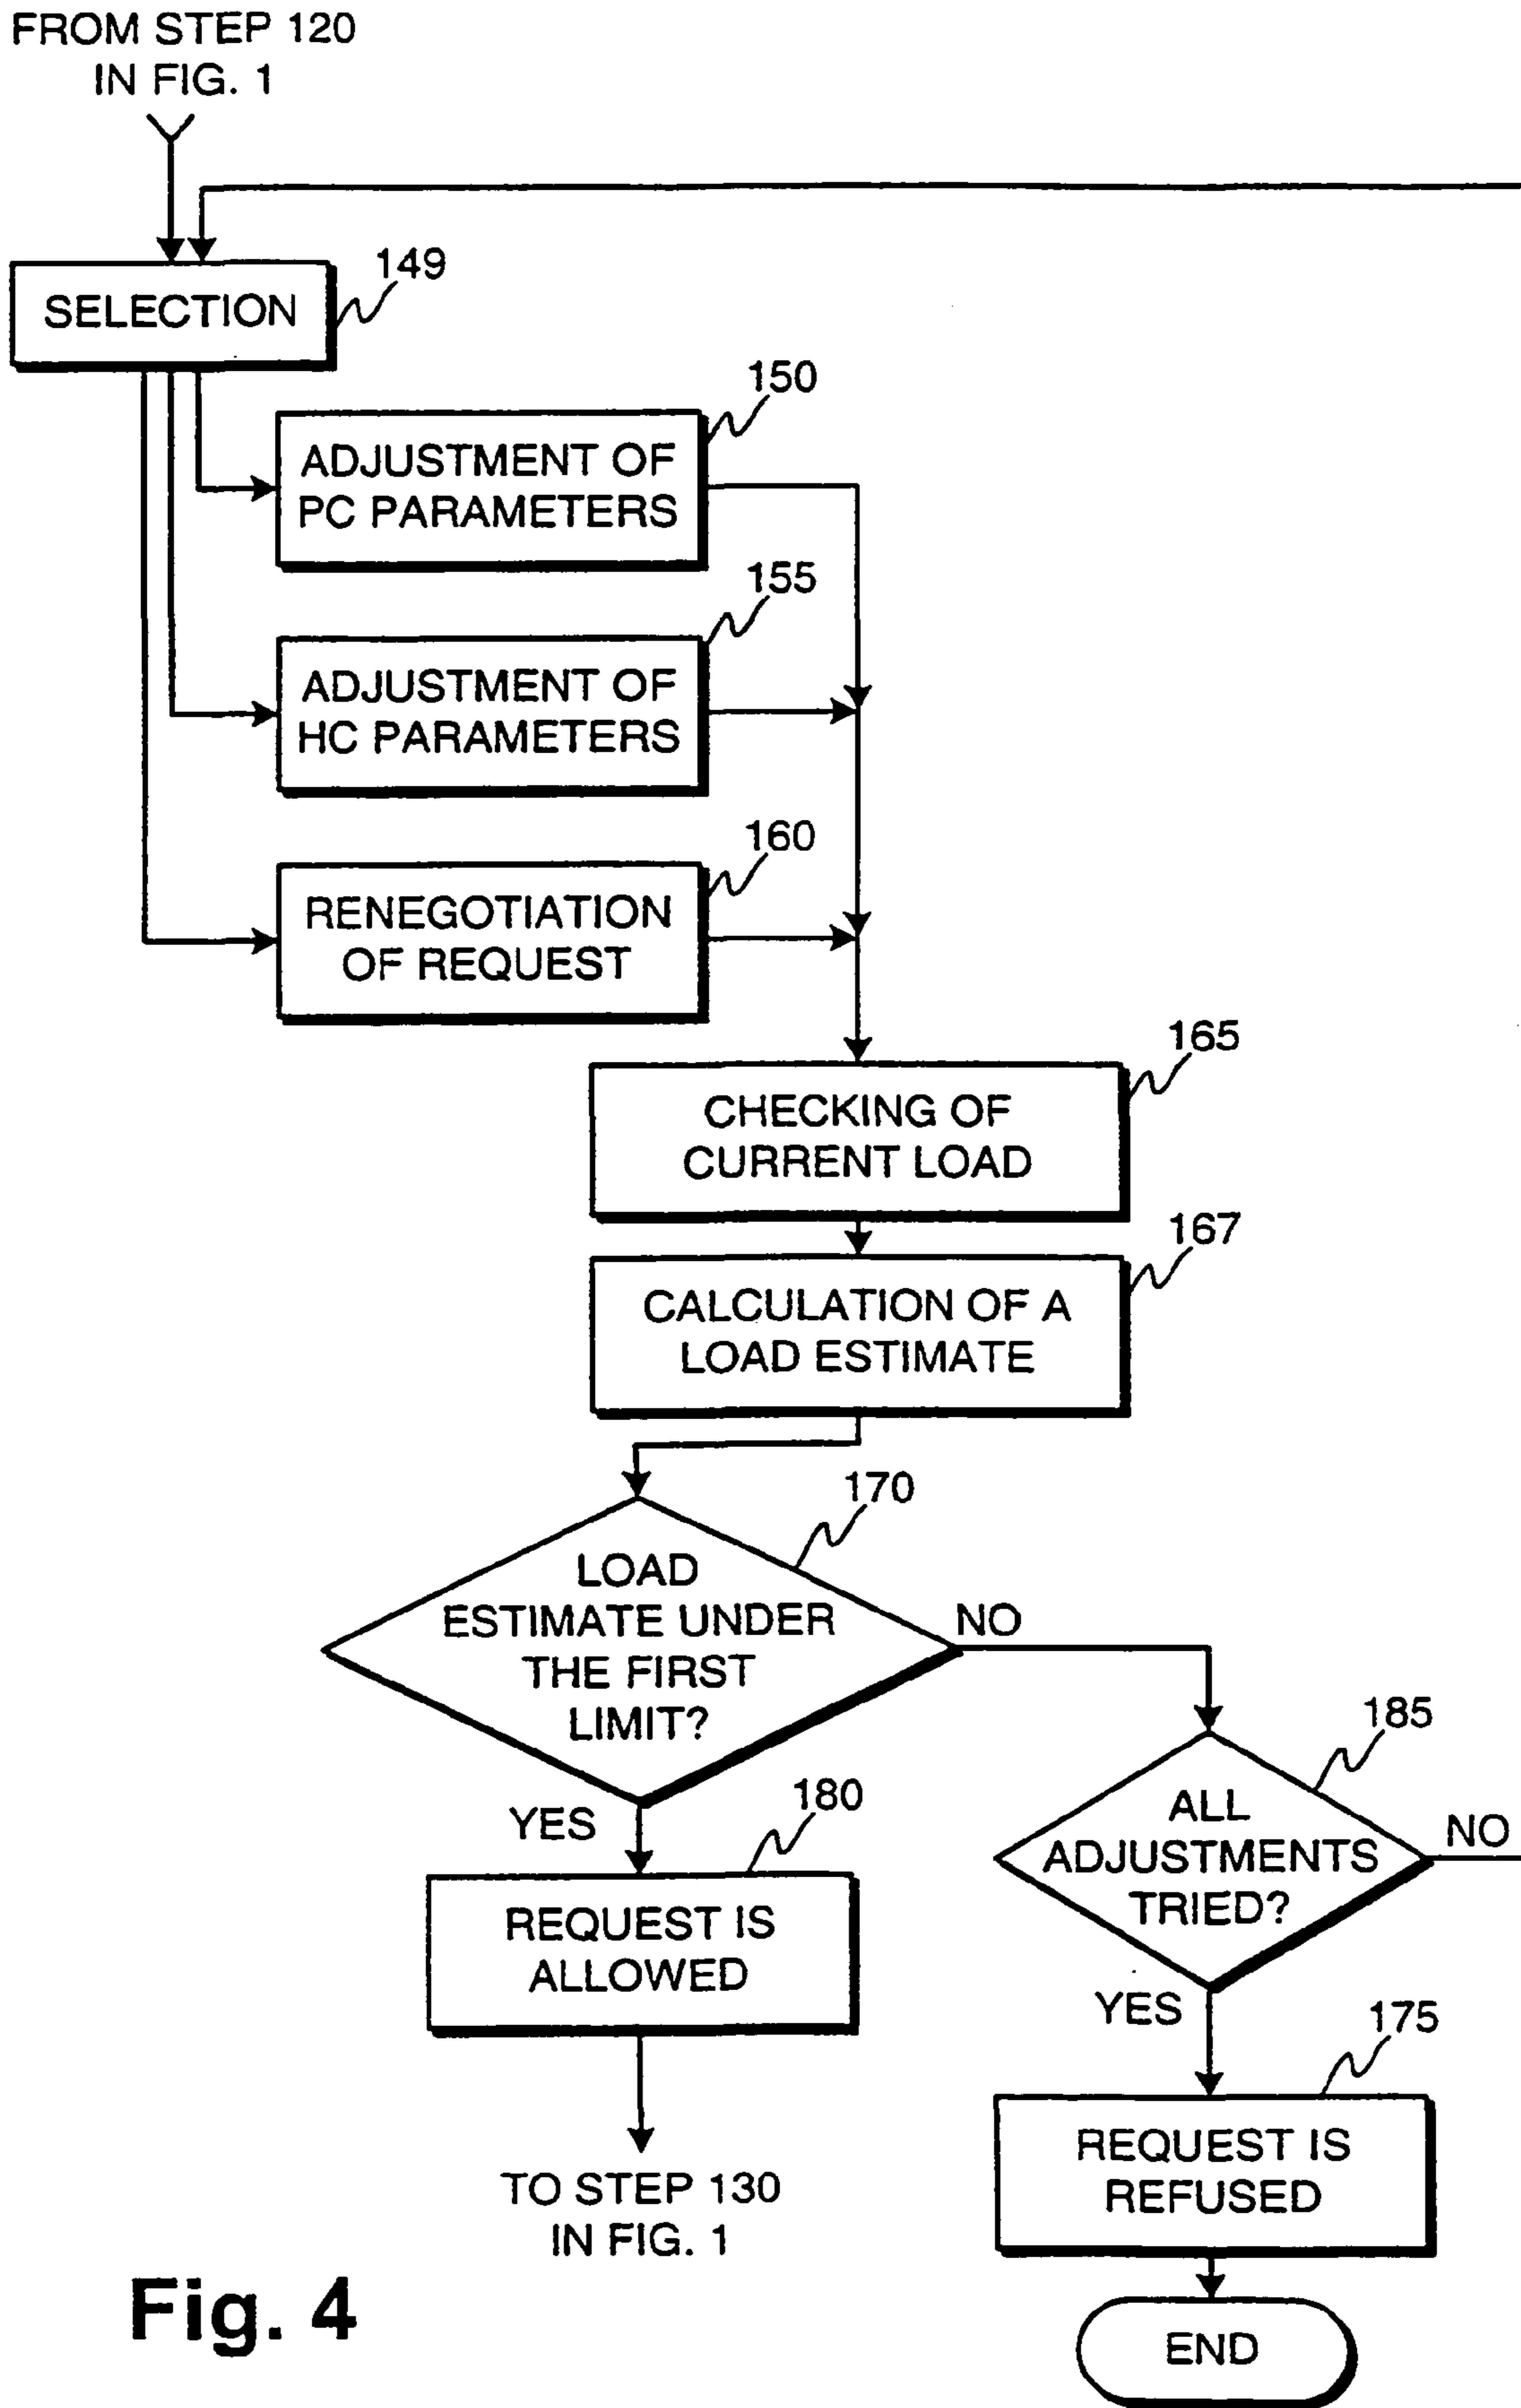 FROM STEP 120
IN FIG. 1
149
SELECTION
150
ADJUSTMENT OF
PC PARAMETERS
155
ADJUSTMENT OF
HC PARAMETERS
160
RENEGOTIATION
OF REQUEST
165
CHECKING OF
CURRENT LOAD
167
CALCULATION OF A
LOAD ESTIMATE
170
LOAD
ESTIMATE UNDER
THE FIRST
LIMIT?
NO
185
ALL
ADJUSTMENTS
TRIED?
NO
YES
180
REQUEST IS
ALLOWED
YES
175
REQUEST IS
REFUSED
TO STEP 130
IN FIG. 1
END
Fig. 4